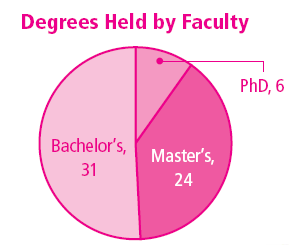 Degrees Held by Faculty
PhD, 6
Bachelor's,
31
Master's,
24